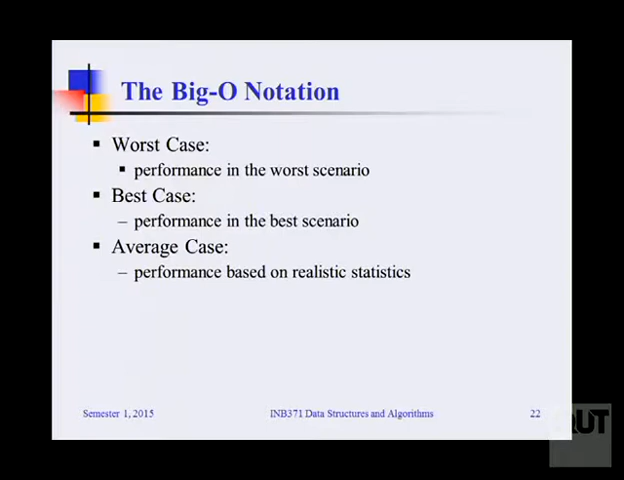 The Big-O Notation
▪ Worst Case:
▪ performance in the worst scenario
▪ Best Case:
– performance in the best scenario
▪ Average Case:
– performance based on realistic statistics
Semester 1, 2015
INB371 Data Structures and Algorithms
22
QUT